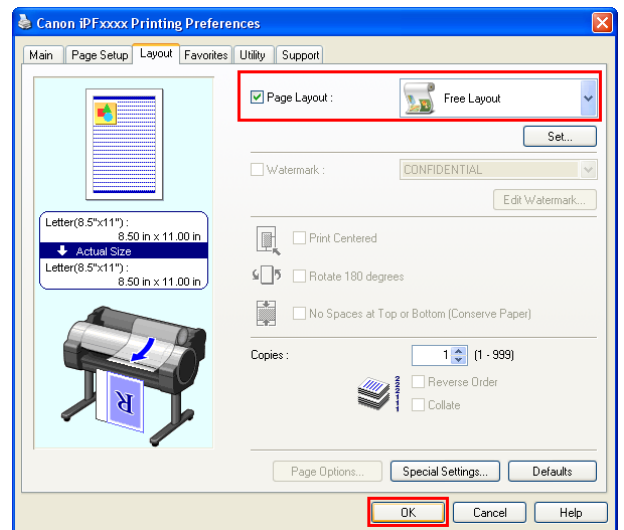 Canon iPFxxxx Printing Preferences
Main Page Setup Layout Favorites Utility Support
Page Layout : Free Layout
Set...
Watermark : CONFIDENTIAL
Edit Watermark...
Letter(8.5"x11") :
8.50 in x 11.00 in
Actual Size
Letter(8.5"x11") :
8.50 in x 11.00 in
Print Centered
Rotate 180 degrees
No Spaces at Top or Bottom (Conserve Paper)
Copies : 1 (1 - 999)
Reverse Order
Collate
R
Page Options... Special Settings... Defaults
OK Cancel Help